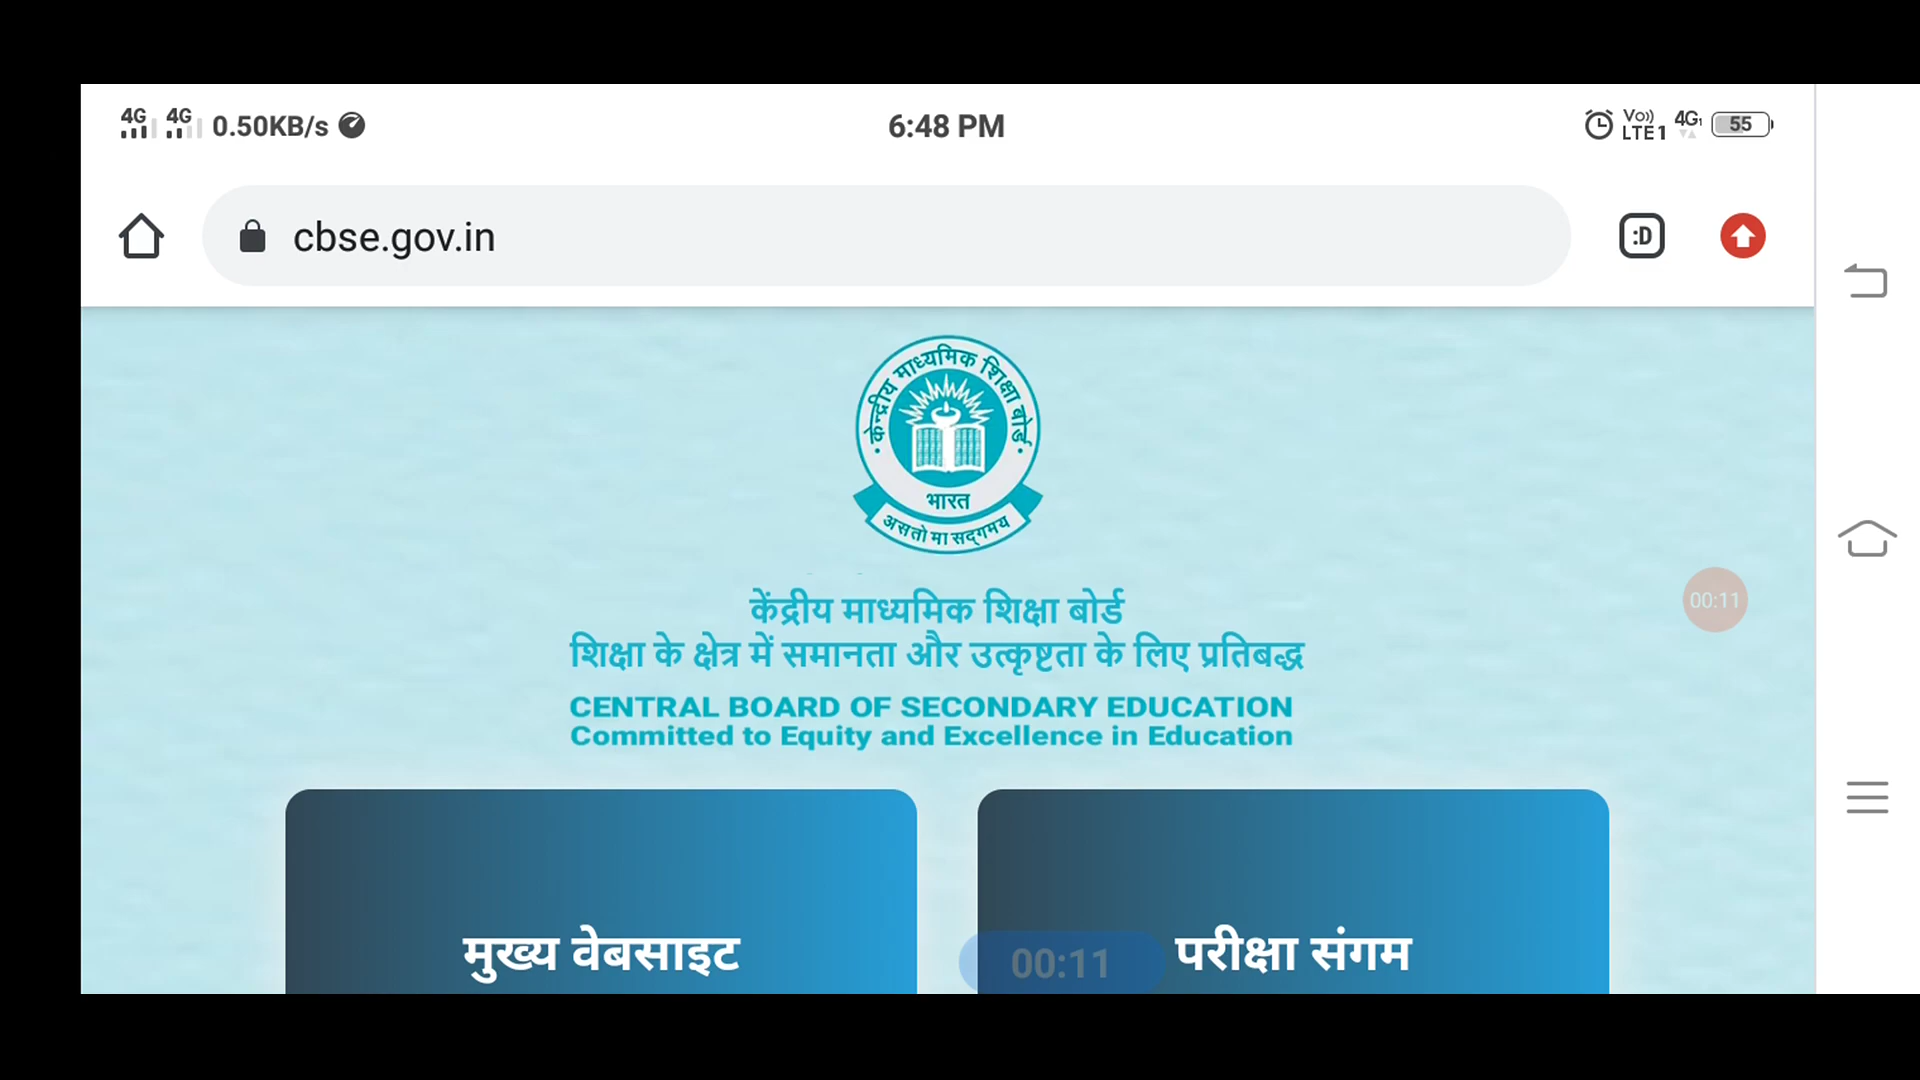 4G 4G 0.50KB/s
6:48 PM
Vo)) LTE1 4G1 55
cbse.gov.in
:D
केन्द्रीय माध्यमिक शिक्षा बोर्ड
भारत
असतो मा सद्गमय
केंद्रीय माध्यमिक शिक्षा बोर्ड
शिक्षा के क्षेत्र में समानता और उत्कृष्टता के लिए प्रतिबद्ध
CENTRAL BOARD OF SECONDARY EDUCATION
Committed to Equity and Excellence in Education
00:11
मुख्य वेबसाइट
00:11
परीक्षा संगम